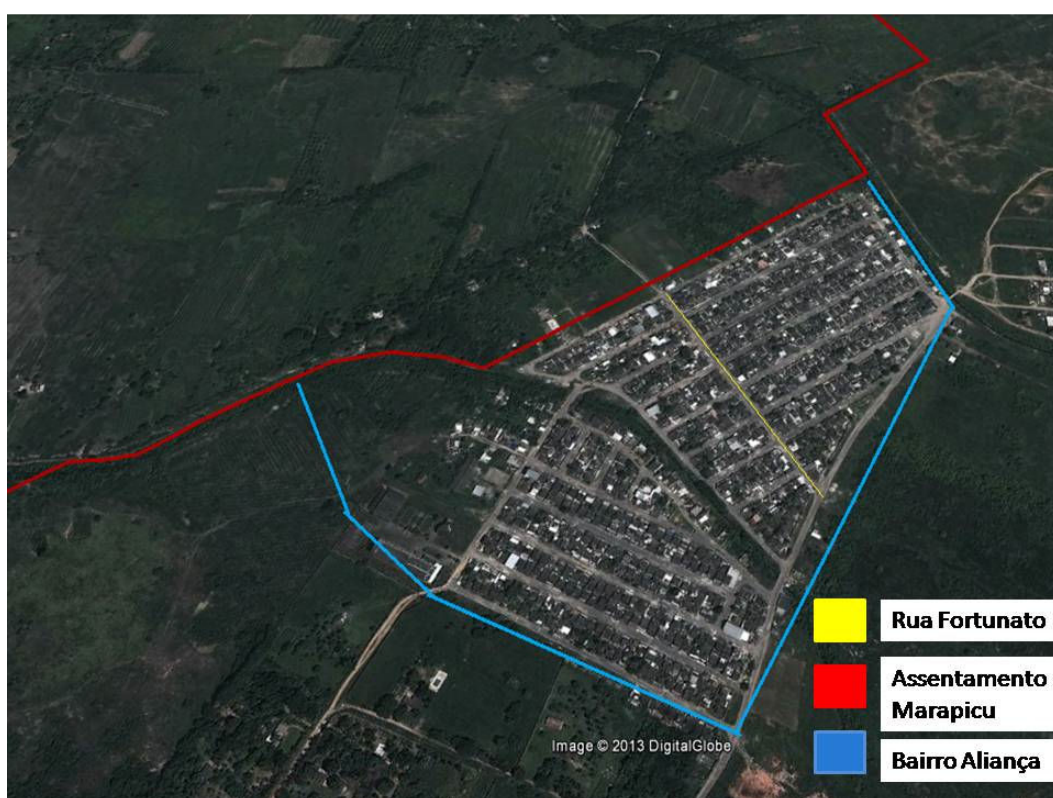 Rua Fortunato
Assentamento
Marapicu
Bairro Aliança
Image © 2013 DigitalGlobe